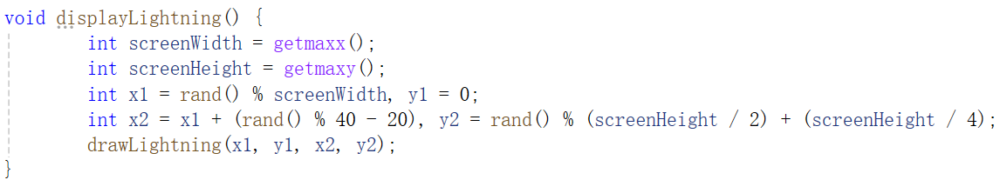 void displayLightning() {
int screenWidth = getmaxx();
int screenHeight = getmaxy();
int x1 = rand() % screenWidth, y1 = 0;
int x2 = x1 + (rand() % 40 - 20), y2 = rand() % (screenHeight / 2) + (screenHeight / 4);
drawLightning(x1, y1, x2, y2);
}